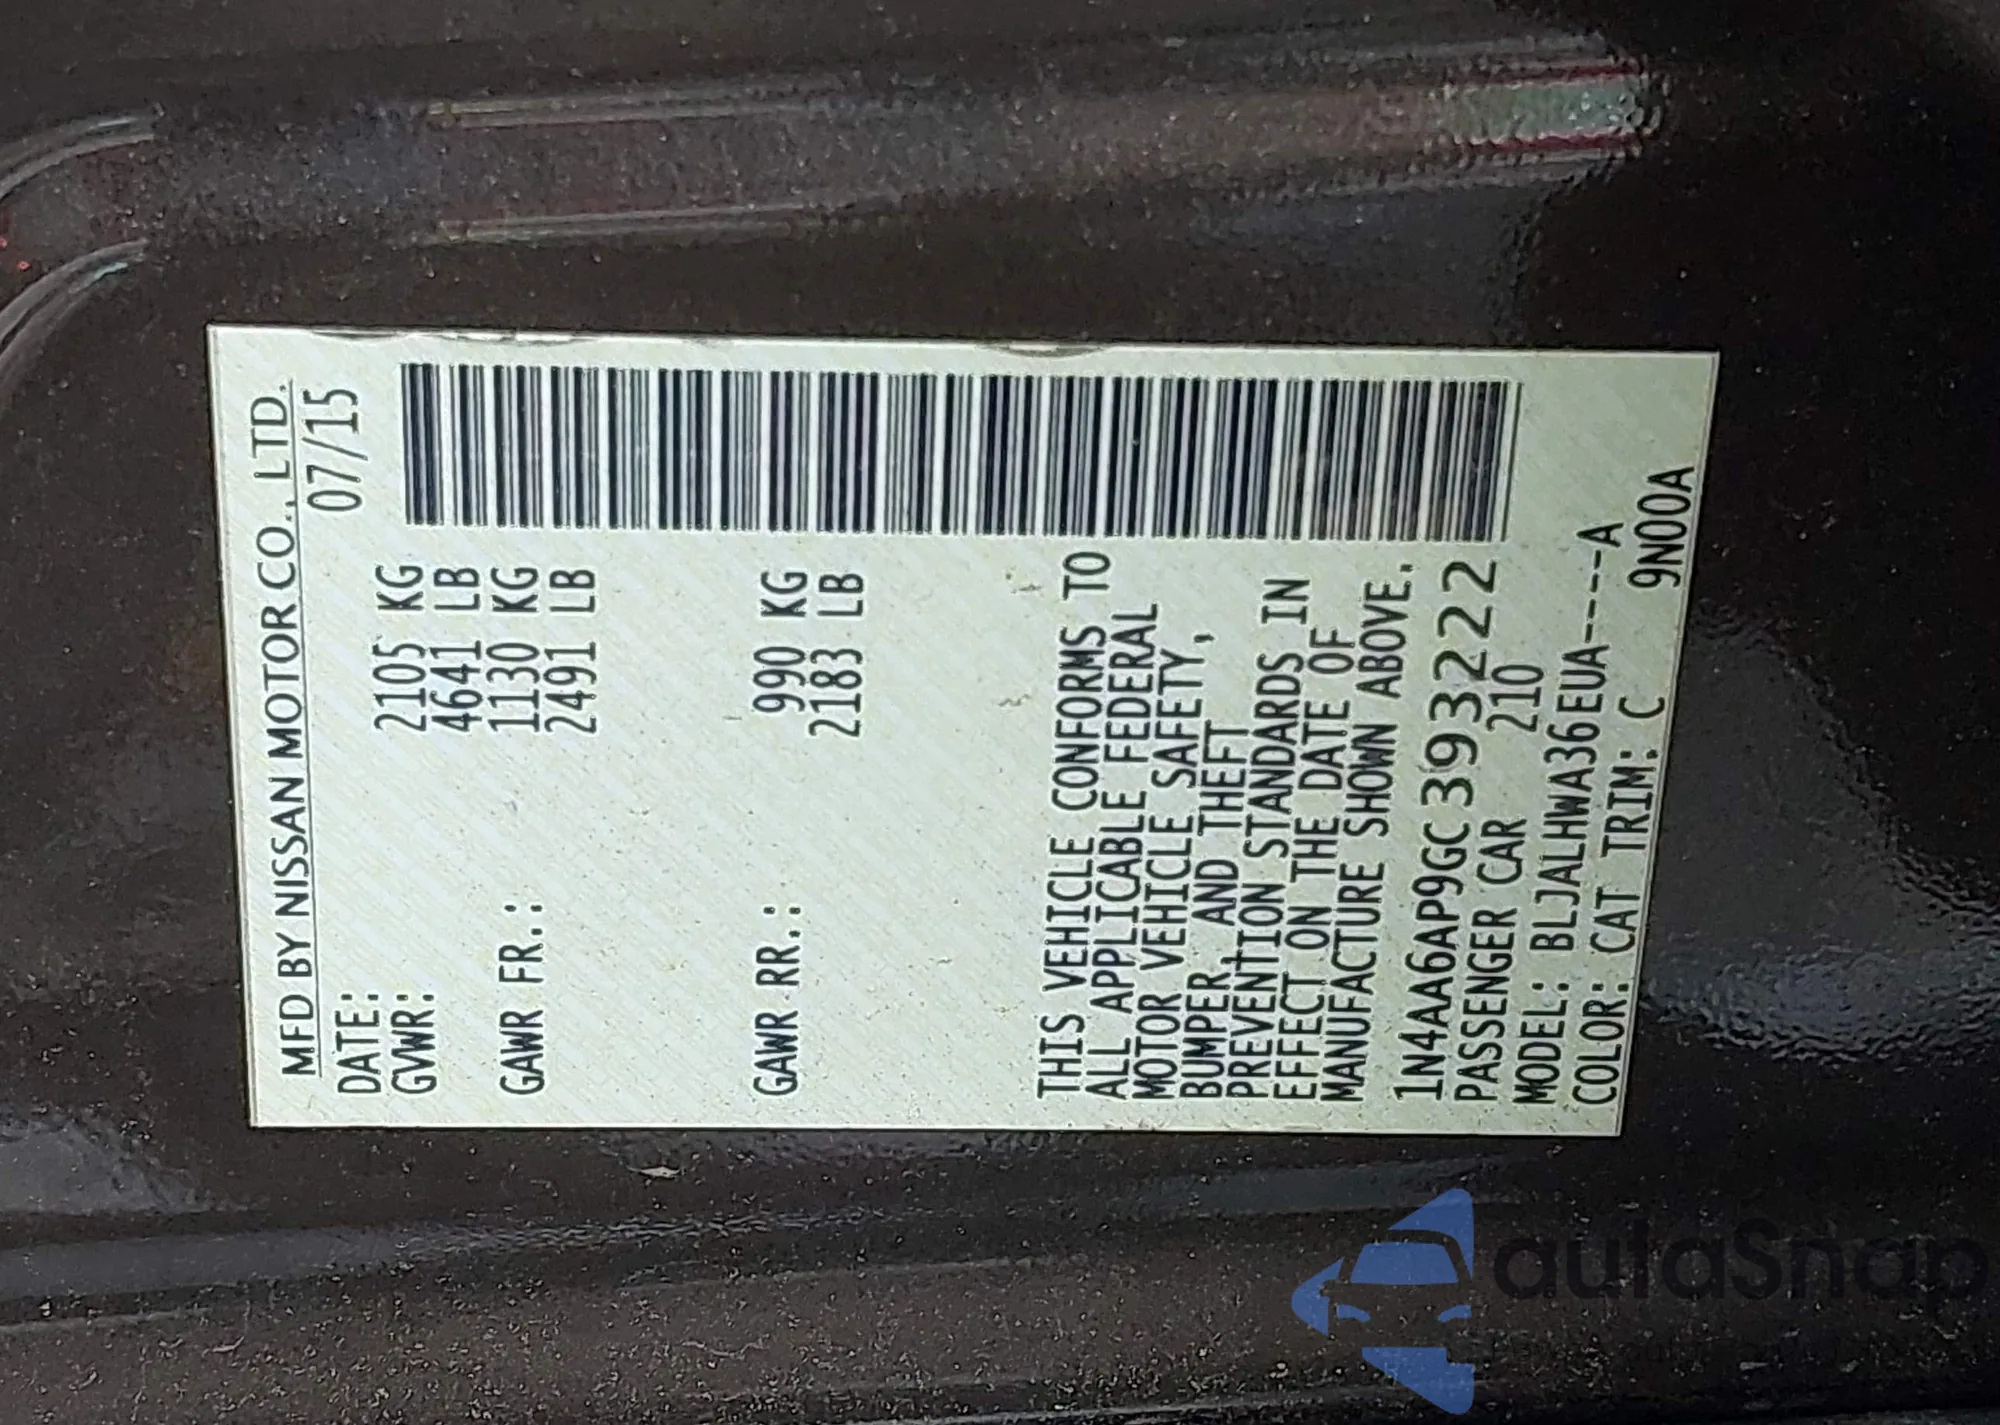 MFD BY NISSAN MOTOR CO., LTD.
DATE: 07/15
GVWR: 2105 KG
4641 LB
GAWR FR.: 1130 KG
2491 LB
GAWR RR.: 990 KG
2183 LB
THIS VEHICLE CONFORMS TO
ALL APPLICABLE FEDERAL
MOTOR VEHICLE SAFETY,
BUMPER, AND THEFT
PREVENTION STANDARDS IN
EFFECT ON THE DATE OF
MANUFACTURE SHOWN ABOVE.
1N4AA6AP9GC393222
PASSENGER CAR 210
MODEL: BLJALHWA36EUA----A
COLOR: CAT TRIM: C 9N00A
autaSnap